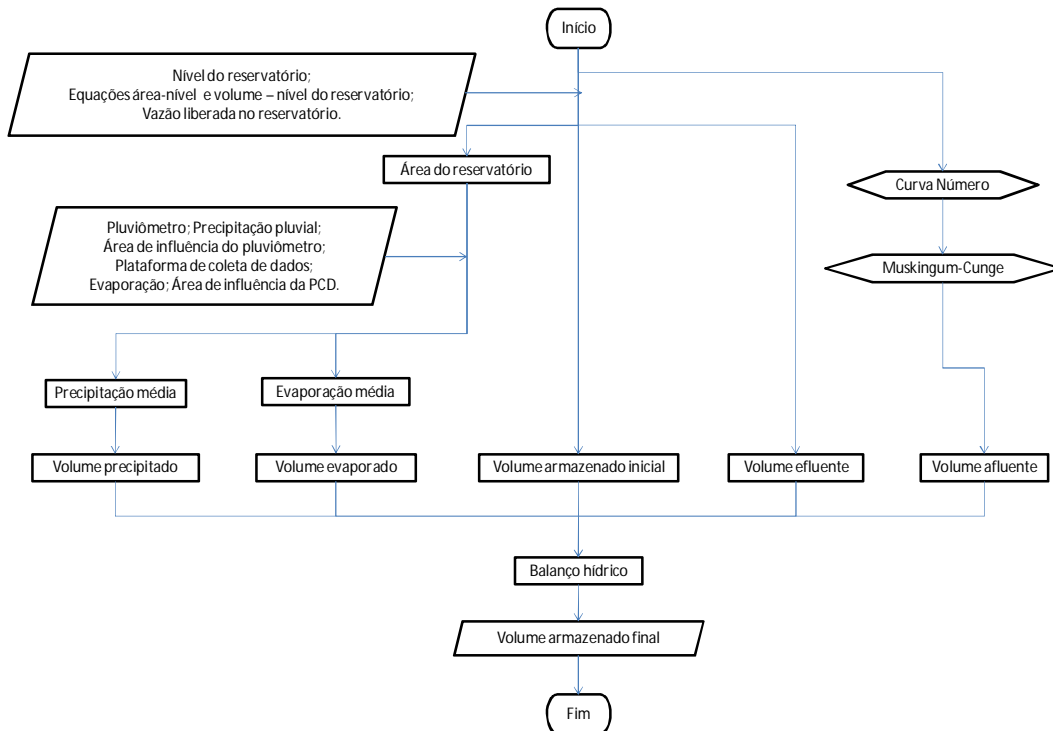 Início
Nível do reservatório;
Equações área-nível e volume – nível do reservatório;
Vazão liberada no reservatório.
Área do reservatório
Curva Número
Pluviômetro; Precipitação pluvial;
Área de influência do pluviômetro;
Plataforma de coleta de dados;
Evaporação; Área de influência da PCD.
Muskingum-Cunge
Precipitação média
Evaporação média
Volume precipitado
Volume evaporado
Volume armazenado inicial
Volume efluente
Volume afluente
Balanço hídrico
Volume armazenado final
Fim